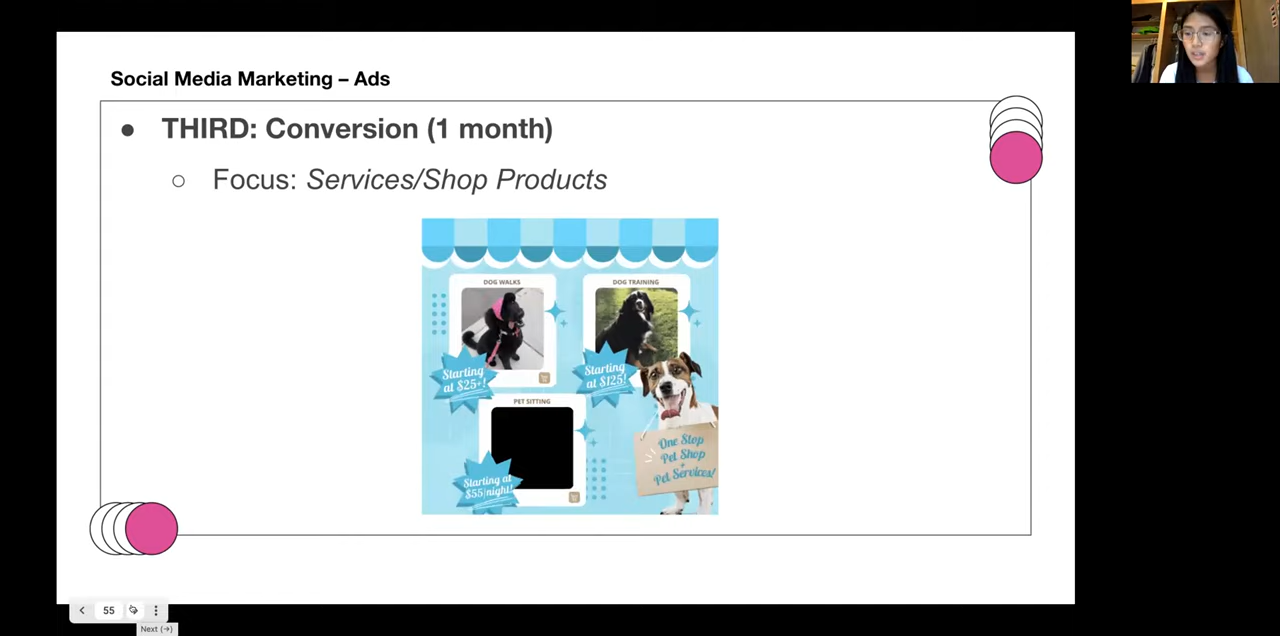 Social Media Marketing – Ads
● THIRD: Conversion (1 month)
○ Focus: Services/Shop Products
DOG WALKS
DOG TRAINING
Starting
at $25+!
Starting
at $125!
PET SITTING
One Stop
Pet Shop
+
Pet Services!
Starting at
$55/night!
55
Next (→)